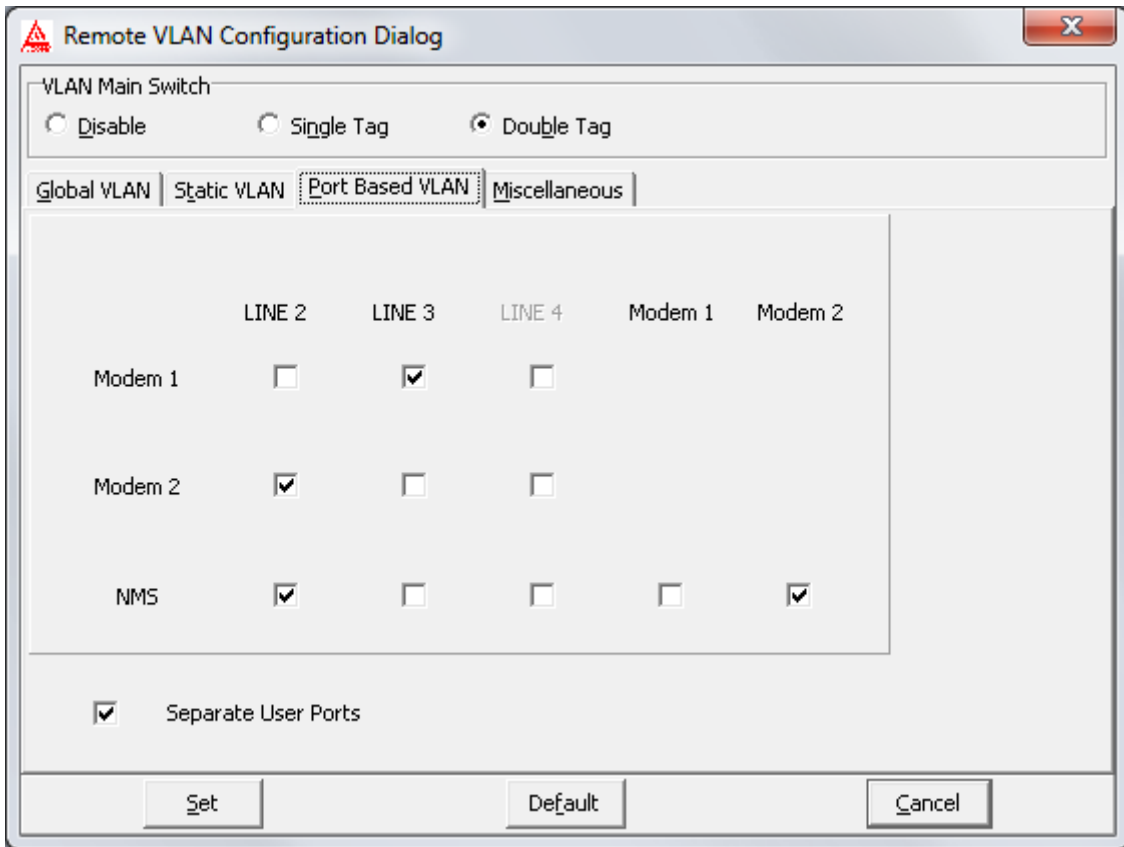 Remote VLAN Configuration Dialog
VLAN Main Switch
Disable Single Tag Double Tag
Global VLAN Static VLAN Port Based VLAN Miscellaneous
LINE 2 LINE 3 LINE 4 Modem 1 Modem 2
Modem 1
Modem 2
NMS
Separate User Ports
Set Default Cancel